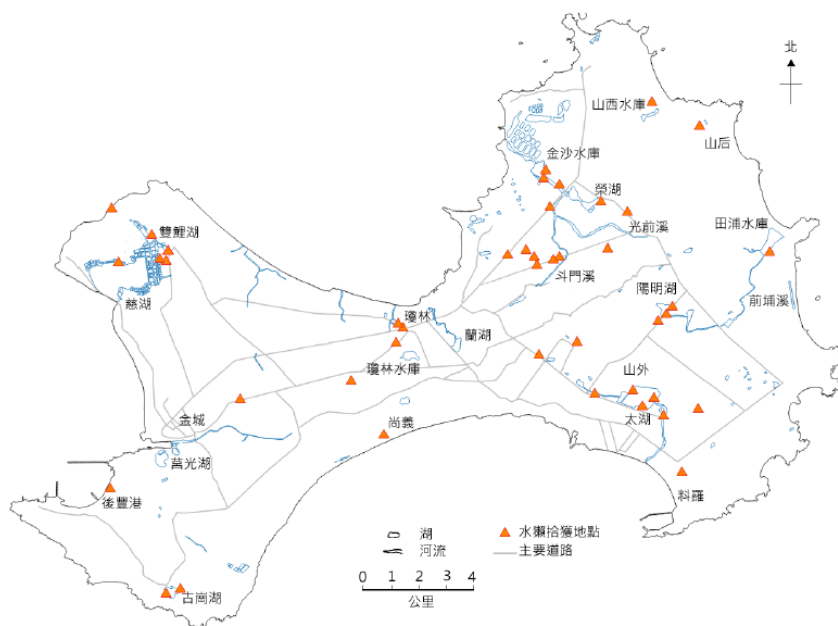 北
山西水庫
山后
金沙水庫
榮湖
田浦水庫
光前溪
雙鯉湖
斗門溪
陽明湖
前埔溪
慈湖
瓊林
蘭湖
瓊林水庫
山外
金城
尚義
太湖
莒光湖
後豐港
料羅
古崗湖
湖
河流
水獺拾獲地點
主要道路
0 1 2 3 4
公里